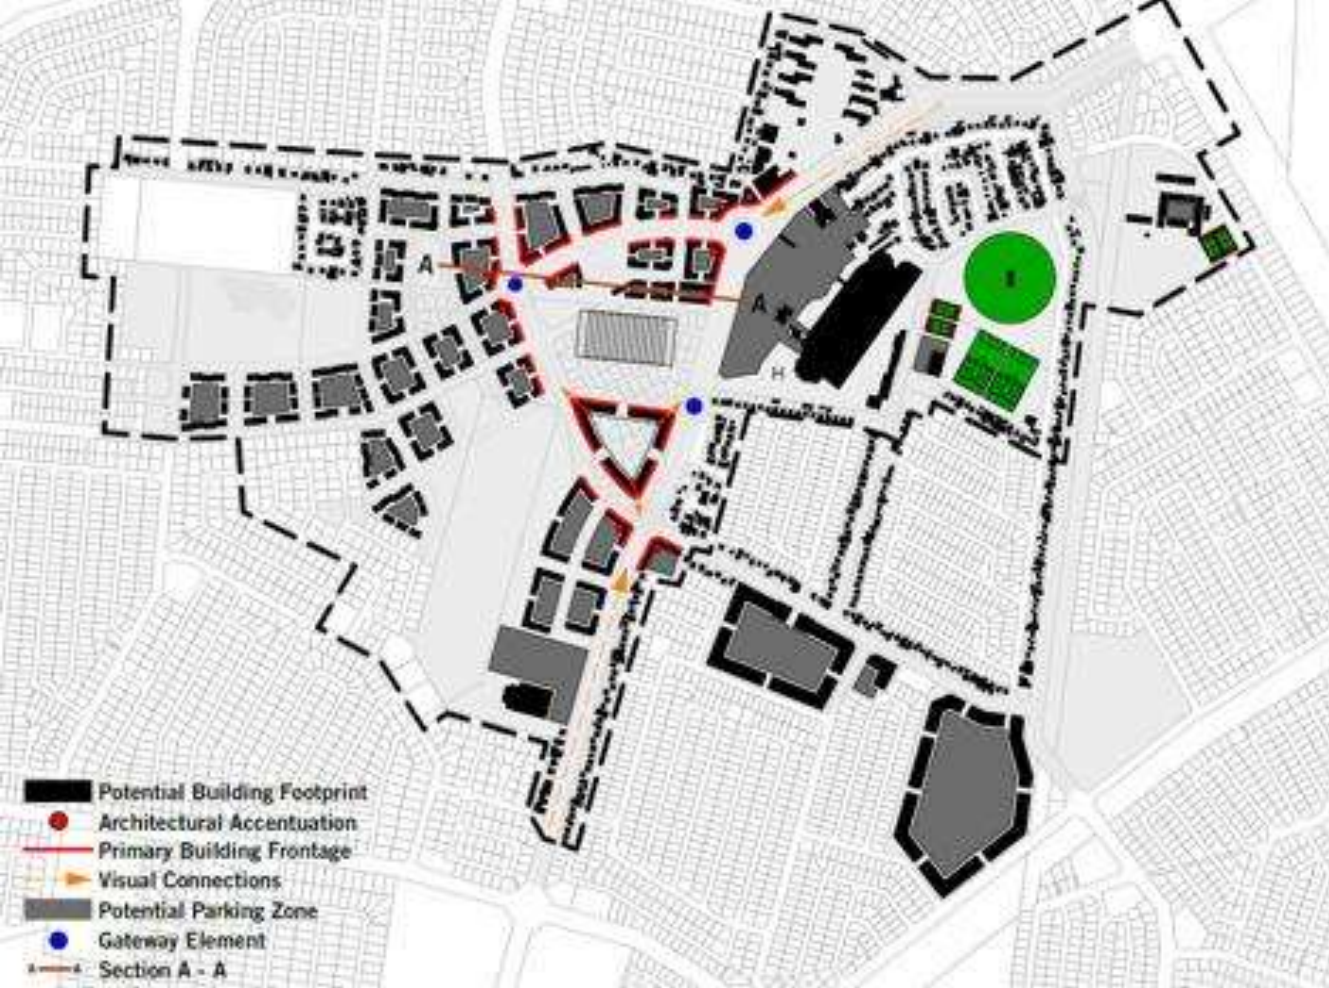 A
A
H
Potential Building Footprint
Architectural Accentuation
Primary Building Frontage
Visual Connections
Potential Parking Zone
Gateway Element
A A Section A - A